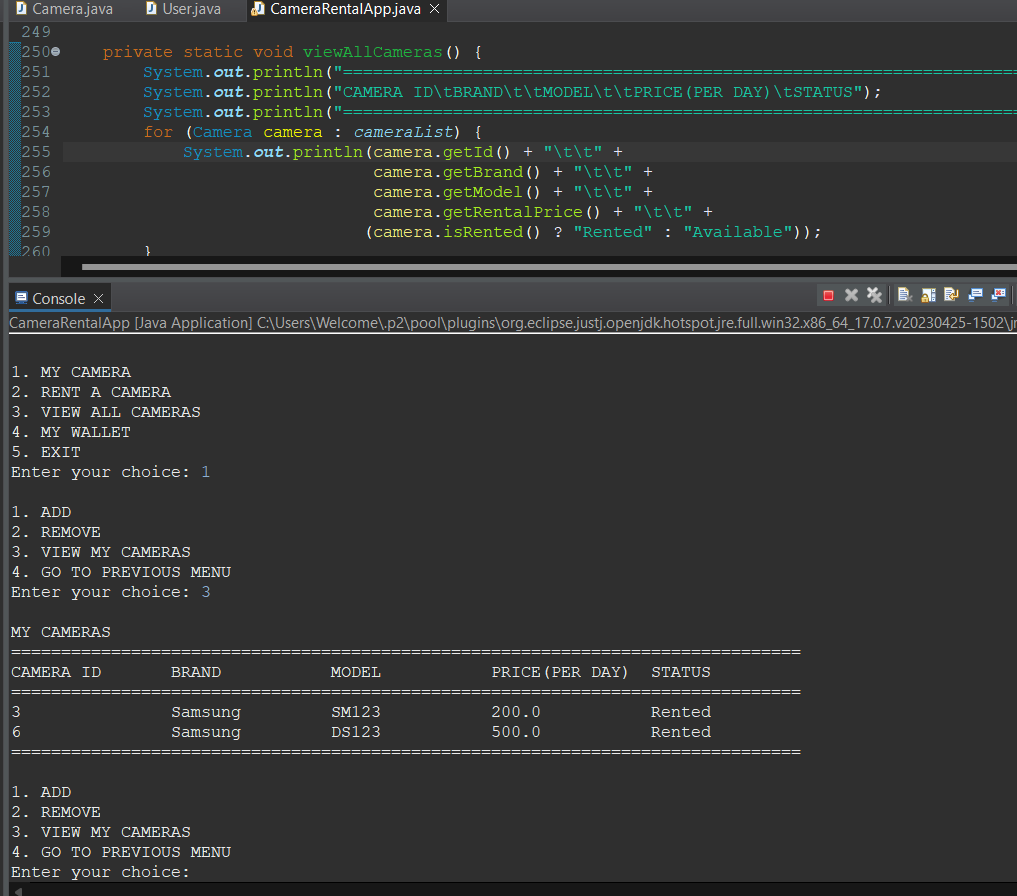 Camera.java User.java CameraRentalApp.java
249
250 private static void viewAllCameras() {
251 System.out.println("====================================================================
252 System.out.println("CAMERA ID\tBRAND\t\tMODEL\t\tPRICE(PER DAY)\tSTATUS");
253 System.out.println("====================================================================
254 for (Camera camera : cameraList) {
255 System.out.println(camera.getId() + "\t\t" +
256 camera.getBrand() + "\t\t" +
257 camera.getModel() + "\t\t" +
258 camera.getRentalPrice() + "\t\t" +
259 (camera.isRented() ? "Rented" : "Available"));
260 }
Console
CameraRentalApp [Java Application] C:\Users\Welcome\.p2\pool\plugins\org.eclipse.justj.openjdk.hotspot.jre.full.win32.x86_64_17.0.7.v20230425-1502\jr
1. MY CAMERA
2. RENT A CAMERA
3. VIEW ALL CAMERAS
4. MY WALLET
5. EXIT
Enter your choice: 1
1. ADD
2. REMOVE
3. VIEW MY CAMERAS
4. GO TO PREVIOUS MENU
Enter your choice: 3
MY CAMERAS
===============================================================================
CAMERA ID BRAND MODEL PRICE(PER DAY) STATUS
===============================================================================
3 Samsung SM123 200.0 Rented
6 Samsung DS123 500.0 Rented
===============================================================================
1. ADD
2. REMOVE
3. VIEW MY CAMERAS
4. GO TO PREVIOUS MENU
Enter your choice: